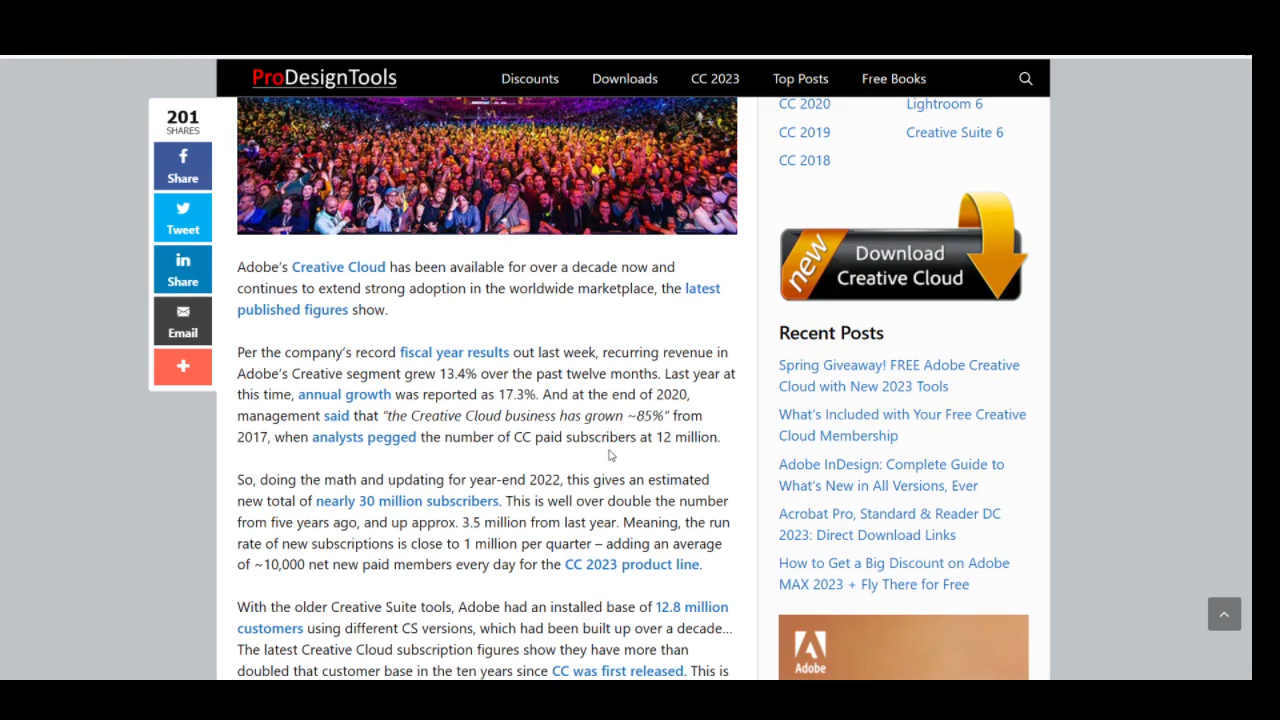 ProDesignTools
Discounts
Downloads
CC 2023
Top Posts
Free Books
201
SHARES
f
Share
Tweet
in
Share
Email
+
Adobe's Creative Cloud has been available for over a decade now and
continues to extend strong adoption in the worldwide marketplace, the latest
published figures show.
Per the company's record fiscal year results out last week, recurring revenue in
Adobe's Creative segment grew 13.4% over the past twelve months. Last year at
this time, annual growth was reported as 17.3%. And at the end of 2020,
management said that "the Creative Cloud business has grown ~85%" from
2017, when analysts pegged the number of CC paid subscribers at 12 million.
So, doing the math and updating for year-end 2022, this gives an estimated
new total of nearly 30 million subscribers. This is well over double the number
from five years ago, and up approx. 3.5 million from last year. Meaning, the run
rate of new subscriptions is close to 1 million per quarter – adding an average
of ~10,000 net new paid members every day for the CC 2023 product line.
With the older Creative Suite tools, Adobe had an installed base of 12.8 million
customers using different CS versions, which had been built up over a decade...
The latest Creative Cloud subscription figures show they have more than
doubled that customer base in the ten years since CC was first released. This is
CC 2020
Lightroom 6
CC 2019
Creative Suite 6
CC 2018
new
Download
Creative Cloud
Recent Posts
Spring Giveaway! FREE Adobe Creative
Cloud with New 2023 Tools
What's Included with Your Free Creative
Cloud Membership
Adobe InDesign: Complete Guide to
What's New in All Versions, Ever
Acrobat Pro, Standard & Reader DC
2023: Direct Download Links
How to Get a Big Discount on Adobe
MAX 2023 + Fly There for Free
Adobe